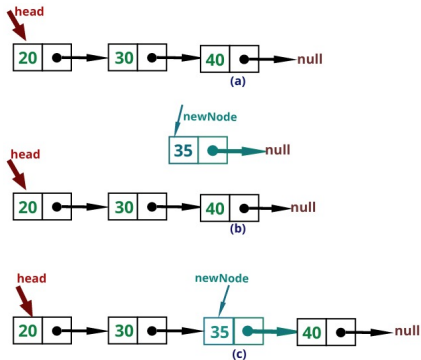 head
20 30 40 null
(a)
newNode
35 null
head
20 30 40 null
(b)
head newNode
20 30 35 40 null
(c)